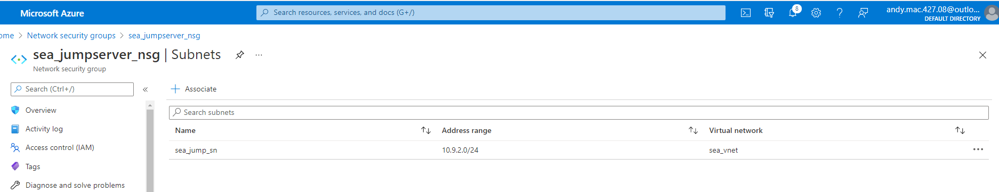 Microsoft Azure
Search resources, services, and docs (G+/)
8
andy.mac.427.08@outlo...
DEFAULT DIRECTORY
ome > Network security groups > sea_jumpserver_nsg
sea_jumpserver_nsg | Subnets
Network security group
Search (Ctrl+/)
Associate
Overview
Activity log
Access control (IAM)
Tags
Diagnose and solve problems
Search subnets
Name Address range Virtual network
sea_jump_sn 10.9.2.0/24 sea_vnet